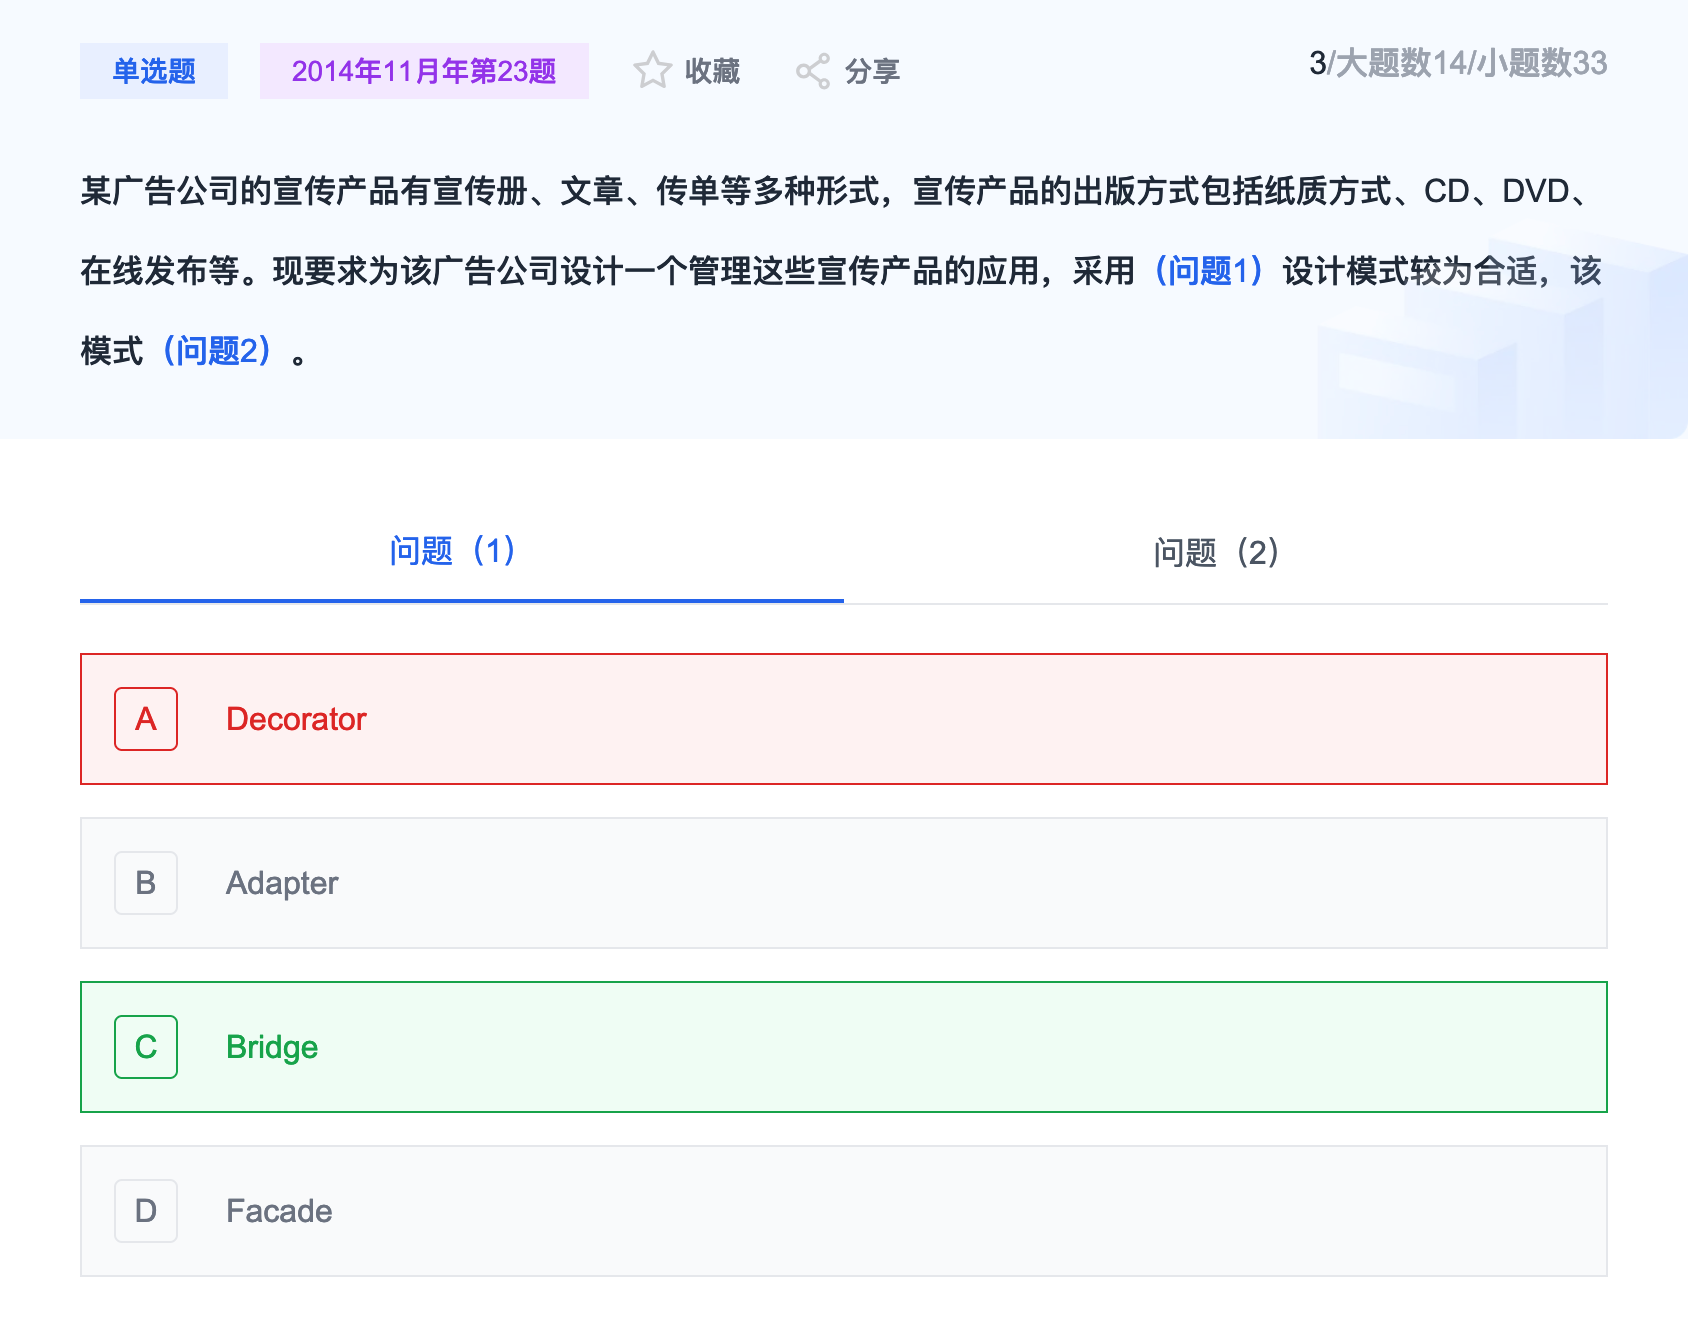 单选题 2014年11月年第23题 收藏 分享 3/大题数14/小题数33
某广告公司的宣传产品有宣传册、文章、传单等多种形式，宣传产品的出版方式包括纸质方式、CD、DVD、
在线发布等。现要求为该广告公司设计一个管理这些宣传产品的应用，采用（问题1）设计模式较为合适，该
模式（问题2）。
问题（1） 问题（2）
A Decorator
B Adapter
C Bridge
D Facade